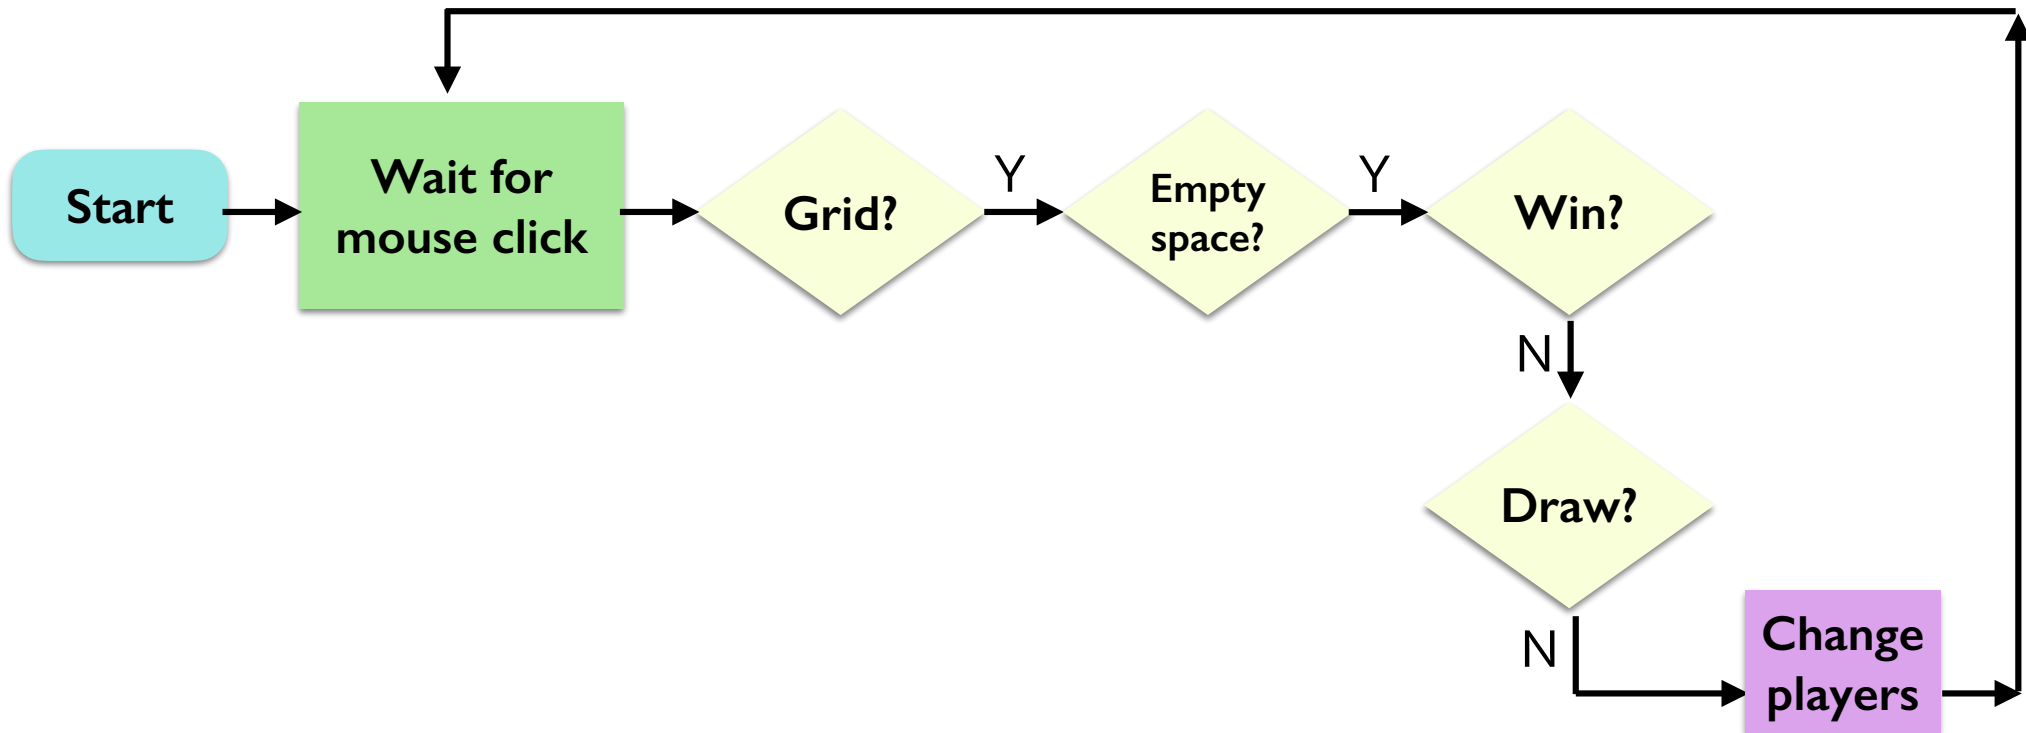 Start
Wait for
mouse click
Grid?
Y
Empty
space?
Y
Win?
N
Draw?
N
Change
players